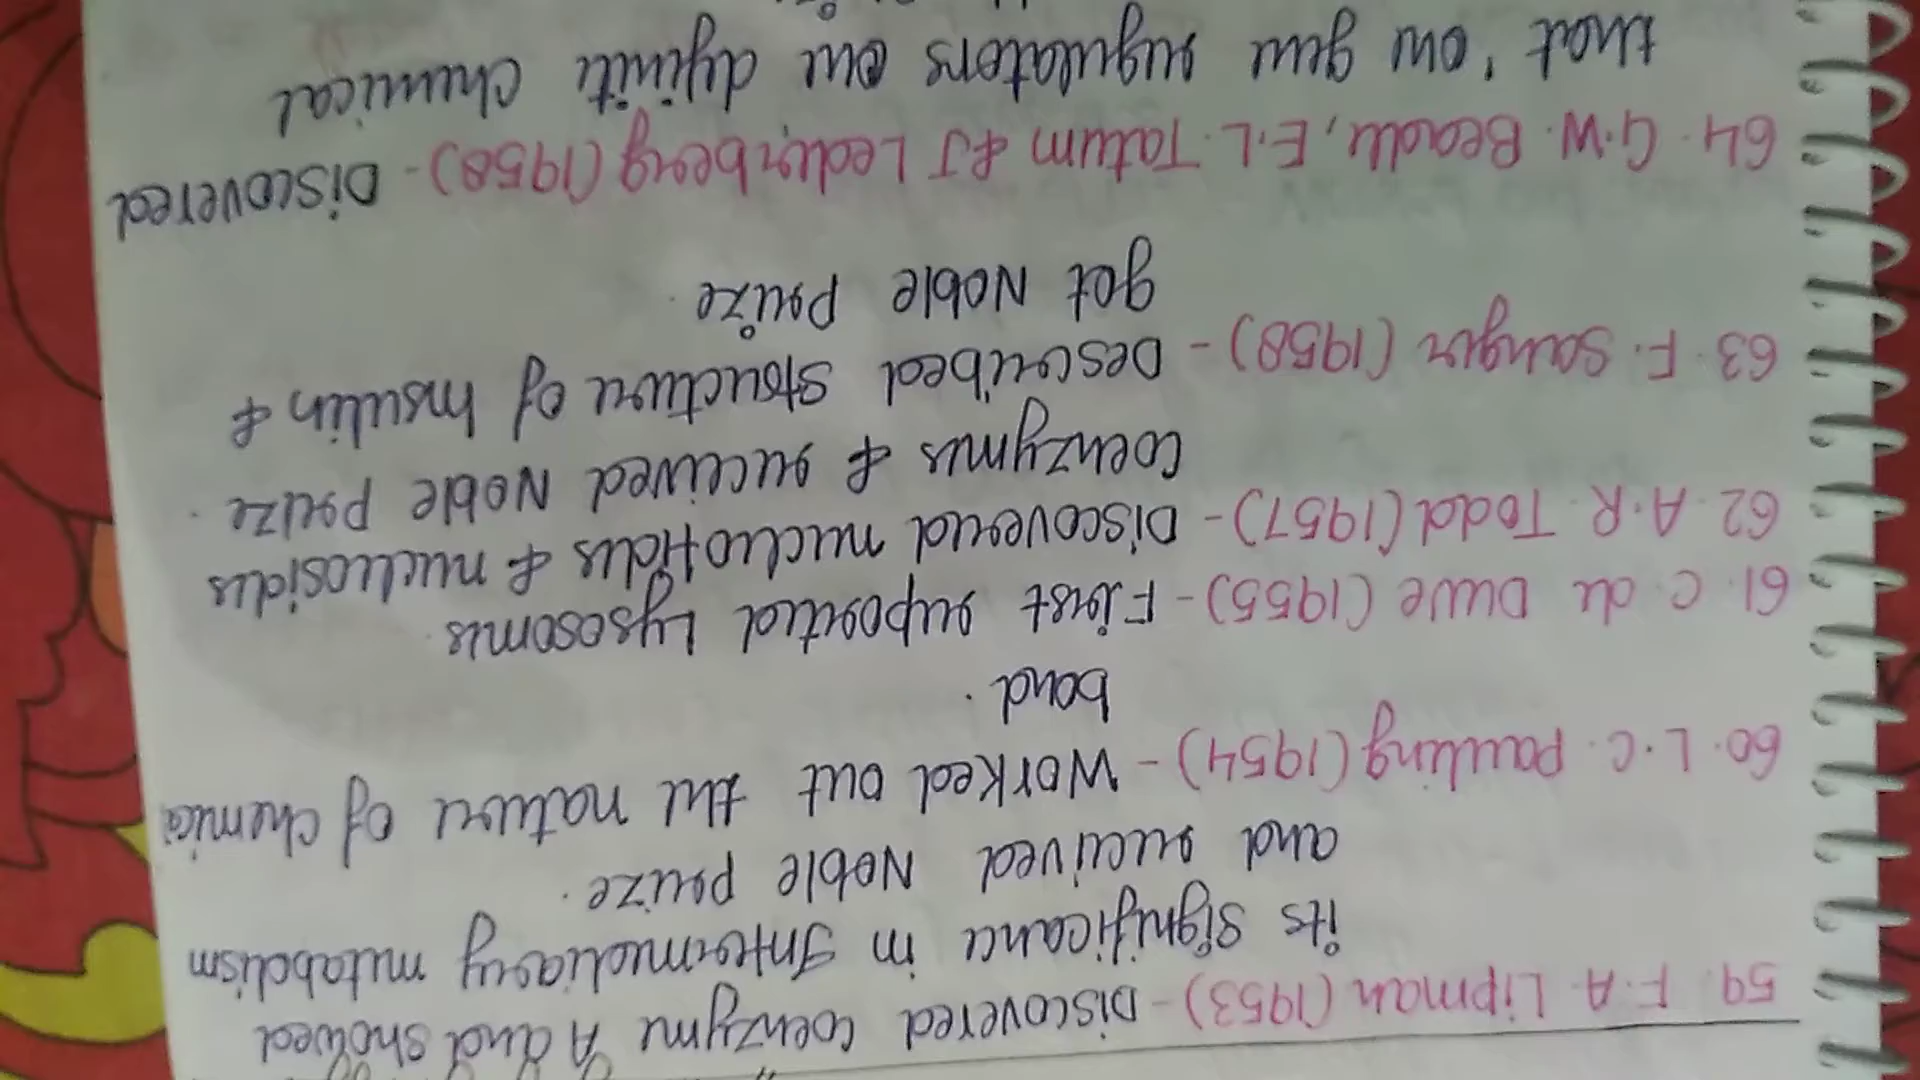 59. F.A Lipman (1953) - Discovered coenzyme A and showed
its significance in Intermediary metabolism
and received Noble prize.
60. L.C. Pauling (1954) - Worked out the nature of chemica
bond.
61. C. de Duve (1955) - First reported Lysosomes.
62. A.R. Todd (1957) - Discovered nucleotides & nucleosides
coenzymes & received Noble prize.
63. F. Sanger (1958) - Described structure of Insulin &
got Noble Prize.
64. G.W. Beadle, E.L. Tatum & J Lederberg (1958) - Discovered
that 'ow gene regulators are definite chemical